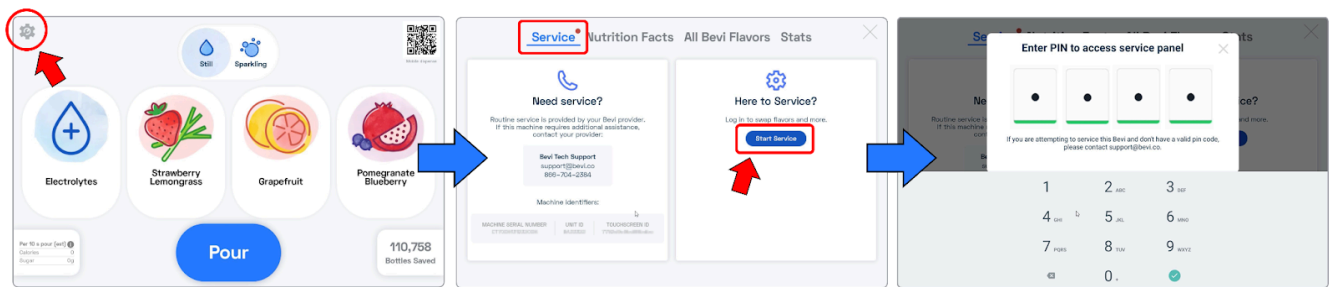 Still
Sparkling
Electrolytes
Strawberry
Lemongrass
Grapefruit
Pomegranate
Blueberry
Calories 0
Sugar 0g
Pour
110,758
Bottles Saved
Service Nutrition Facts All Bevi Flavors Stats
Need service?
Routine service is provided by your Bevi provider.
If this machine requires additional assistance,
contact your provider:
Bevi Tech Support
support@bevi.co
866-704-2384
Machine identifiers:
MACHINE SERIAL NUMBER UNIT ID TOUCHSCREEN ID
Here to Service?
Log in to swap flavors and more.
Start Service
Enter PIN to access service panel
If you are attempting to service this Bevi and don't have a valid pin code,
please contact support@bevi.co.
1
2 ABC
3 DEF
4 GHI
5 JKL
6 MNO
7 PQRS
8 TUV
9 WXYZ
0